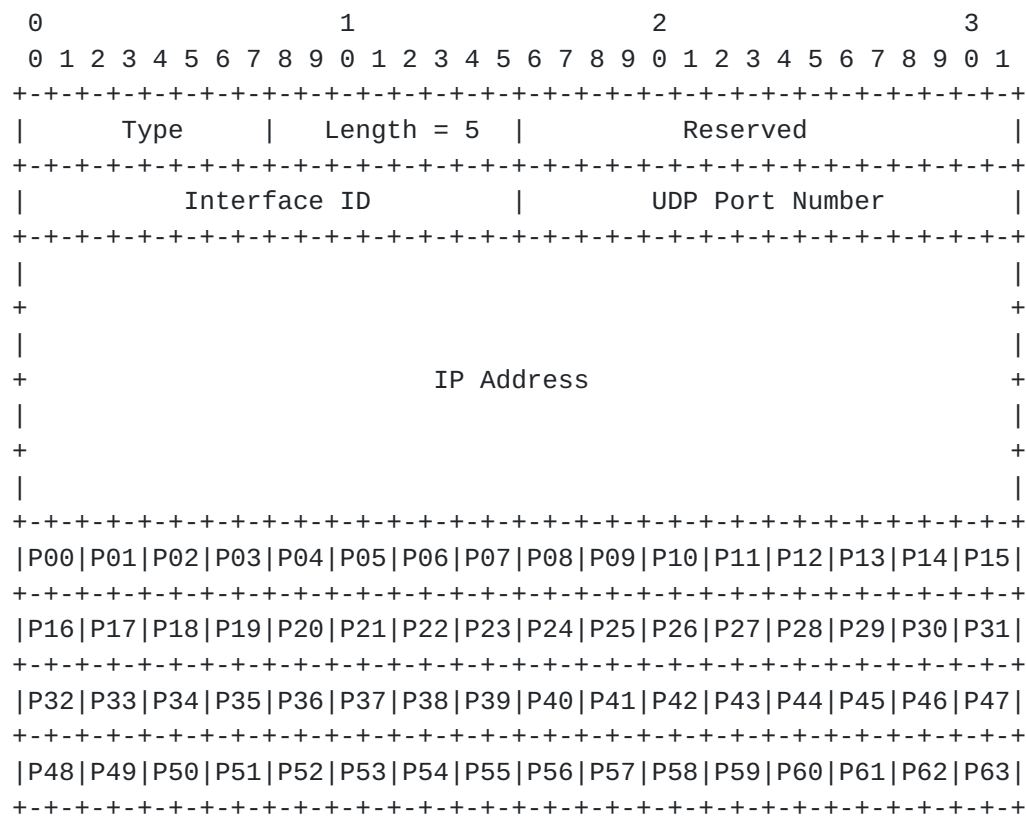 0                   1                   2                   3
 0 1 2 3 4 5 6 7 8 9 0 1 2 3 4 5 6 7 8 9 0 1 2 3 4 5 6 7 8 9 0 1
+-+-+-+-+-+-+-+-+-+-+-+-+-+-+-+-+-+-+-+-+-+-+-+-+-+-+-+-+-+-+-+-+
|      Type     |   Length = 5  |          Reserved             |
+-+-+-+-+-+-+-+-+-+-+-+-+-+-+-+-+-+-+-+-+-+-+-+-+-+-+-+-+-+-+-+-+
|          Interface ID         |        UDP Port Number        |
+-+-+-+-+-+-+-+-+-+-+-+-+-+-+-+-+-+-+-+-+-+-+-+-+-+-+-+-+-+-+-+-+
|                                                               |
+                                                               +
|                                                               |
+                          IP Address                           +
|                                                               |
+                                                               +
|                                                               |
+-+-+-+-+-+-+-+-+-+-+-+-+-+-+-+-+-+-+-+-+-+-+-+-+-+-+-+-+-+-+-+-+
|P00|P01|P02|P03|P04|P05|P06|P07|P08|P09|P10|P11|P12|P13|P14|P15|
+-+-+-+-+-+-+-+-+-+-+-+-+-+-+-+-+-+-+-+-+-+-+-+-+-+-+-+-+-+-+-+-+
|P16|P17|P18|P19|P20|P21|P22|P23|P24|P25|P26|P27|P28|P29|P30|P31|
+-+-+-+-+-+-+-+-+-+-+-+-+-+-+-+-+-+-+-+-+-+-+-+-+-+-+-+-+-+-+-+-+
|P32|P33|P34|P35|P36|P37|P38|P39|P40|P41|P42|P43|P44|P45|P46|P47|
+-+-+-+-+-+-+-+-+-+-+-+-+-+-+-+-+-+-+-+-+-+-+-+-+-+-+-+-+-+-+-+-+
|P48|P49|P50|P51|P52|P53|P54|P55|P56|P57|P58|P59|P60|P61|P62|P63|
+-+-+-+-+-+-+-+-+-+-+-+-+-+-+-+-+-+-+-+-+-+-+-+-+-+-+-+-+-+-+-+-+